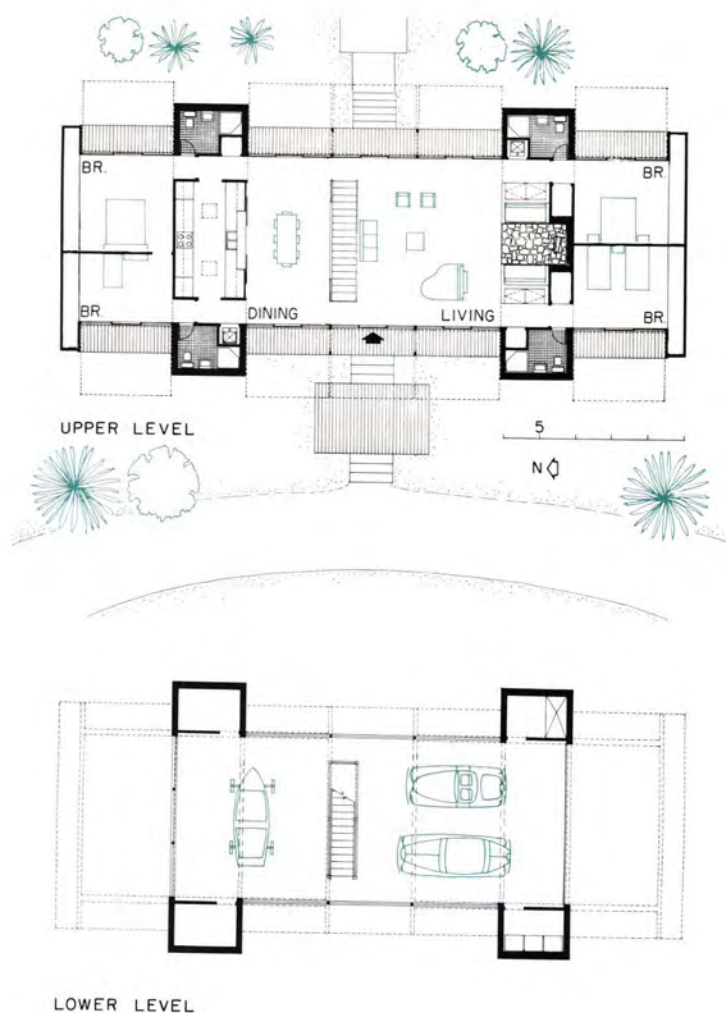 BR.
BR.
BR.
DINING
LIVING
BR.
UPPER LEVEL
5
N
LOWER LEVEL